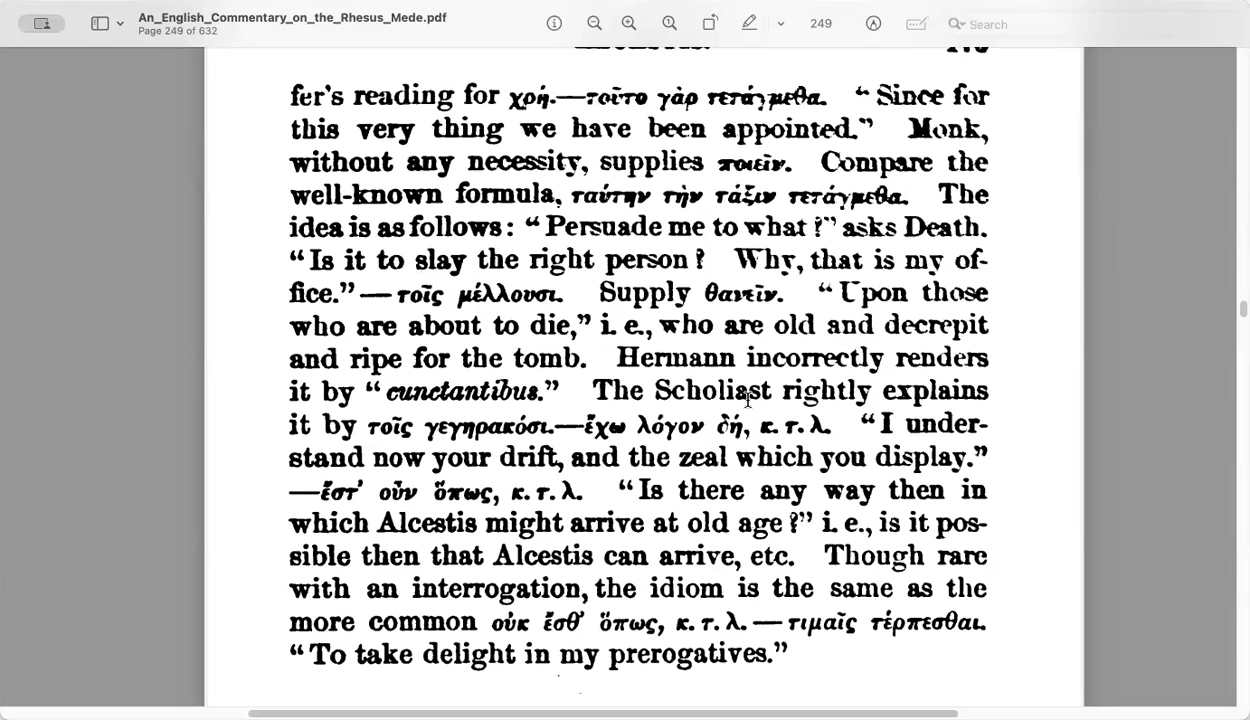 An_English_Commentary_on_the_Rhesus_Mede.pdf
Page 249 of 632
249
Search
fer's reading for χρή.—τοῦτο γὰρ τετάγμεθα. “Since for
this very thing we have been appointed.” Monk,
without any necessity, supplies ποιεῖν. Compare the
well-known formula, ταύτην τὴν τάξιν τετάγμεθα. The
idea is as follows: “Persuade me to what?” asks Death.
“Is it to slay the right person? Why, that is my of-
fice.”—τοῖς μέλλουσι. Supply θανεῖν. “Upon those
who are about to die,” i. e., who are old and decrepit
and ripe for the tomb. Hermann incorrectly renders
it by “cunctantibus.” The Scholiast rightly explains
it by τοῖς γεγηρακόσι.—ἔχω λόγον δή, κ. τ. λ. “I under-
stand now your drift, and the zeal which you display.”
—ἔστ' οὖν ὅπως, κ. τ. λ. “Is there any way then in
which Alcestis might arrive at old age?” i. e., is it pos-
sible then that Alcestis can arrive, etc. Though rare
with an interrogation, the idiom is the same as the
more common οὐκ ἔσθ' ὅπως, κ. τ. λ.—τιμαῖς τέρπεσθαι.
“To take delight in my prerogatives.”